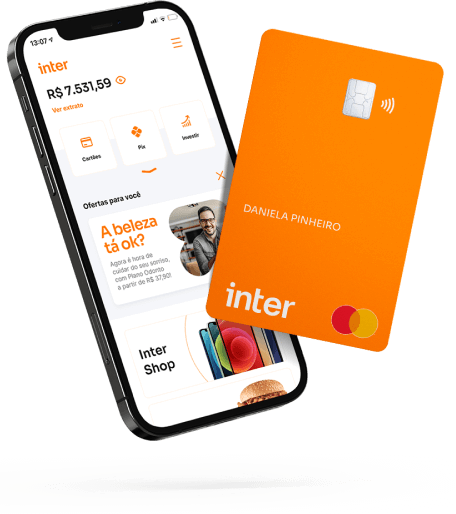 13:07
inter
R$ 7.531,59
Ver extrato
Cartões
Pix
Investir
Ofertas para você
A beleza
tá ok?
Agora é hora de
cuidar do seu sorriso,
com Plano Odonto
a partir de R$ 37,90!
Inter
Shop
DANIELA PINHEIRO
inter